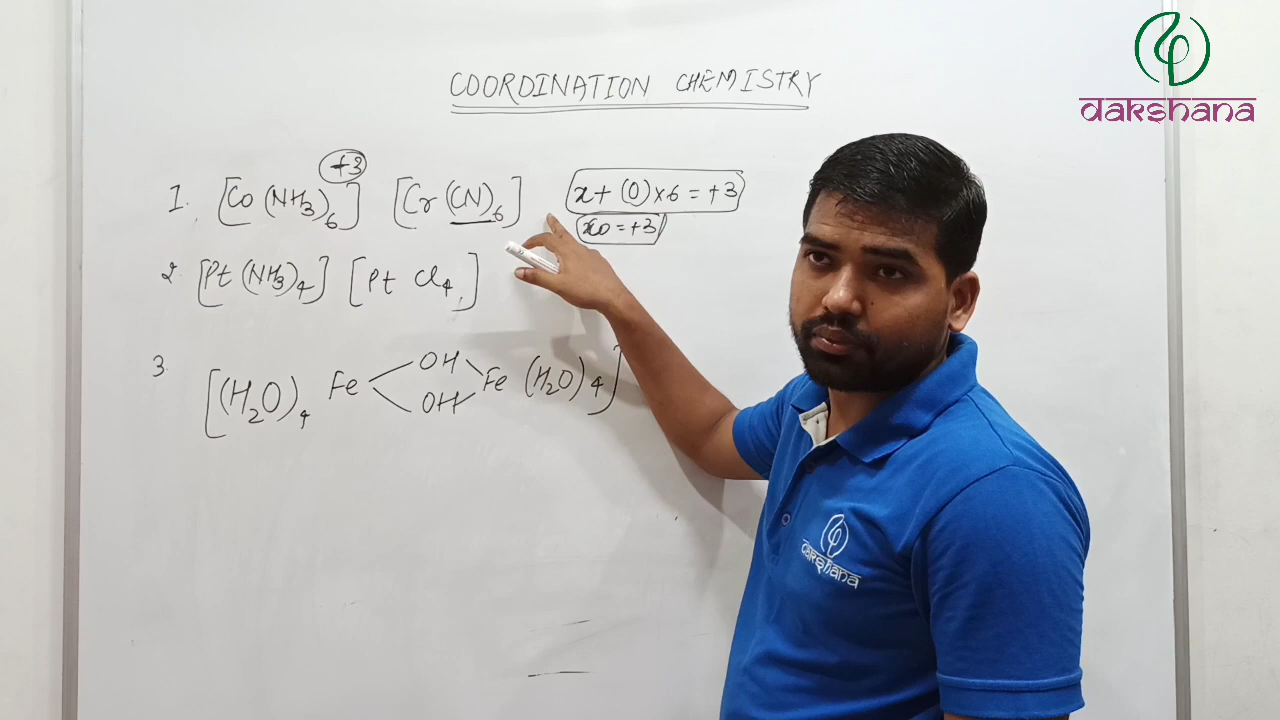 dakshana
COORDINATION CHEMISTRY
1. [Co(NH3)6]+3 [Cr(CN)6] x+(0)×6=+3
x0=+3
2. [Pt(NH3)4] [PtCl4]
3. [(H2O)4 Fe OH Fe (H2O)4]
OH
dakshana